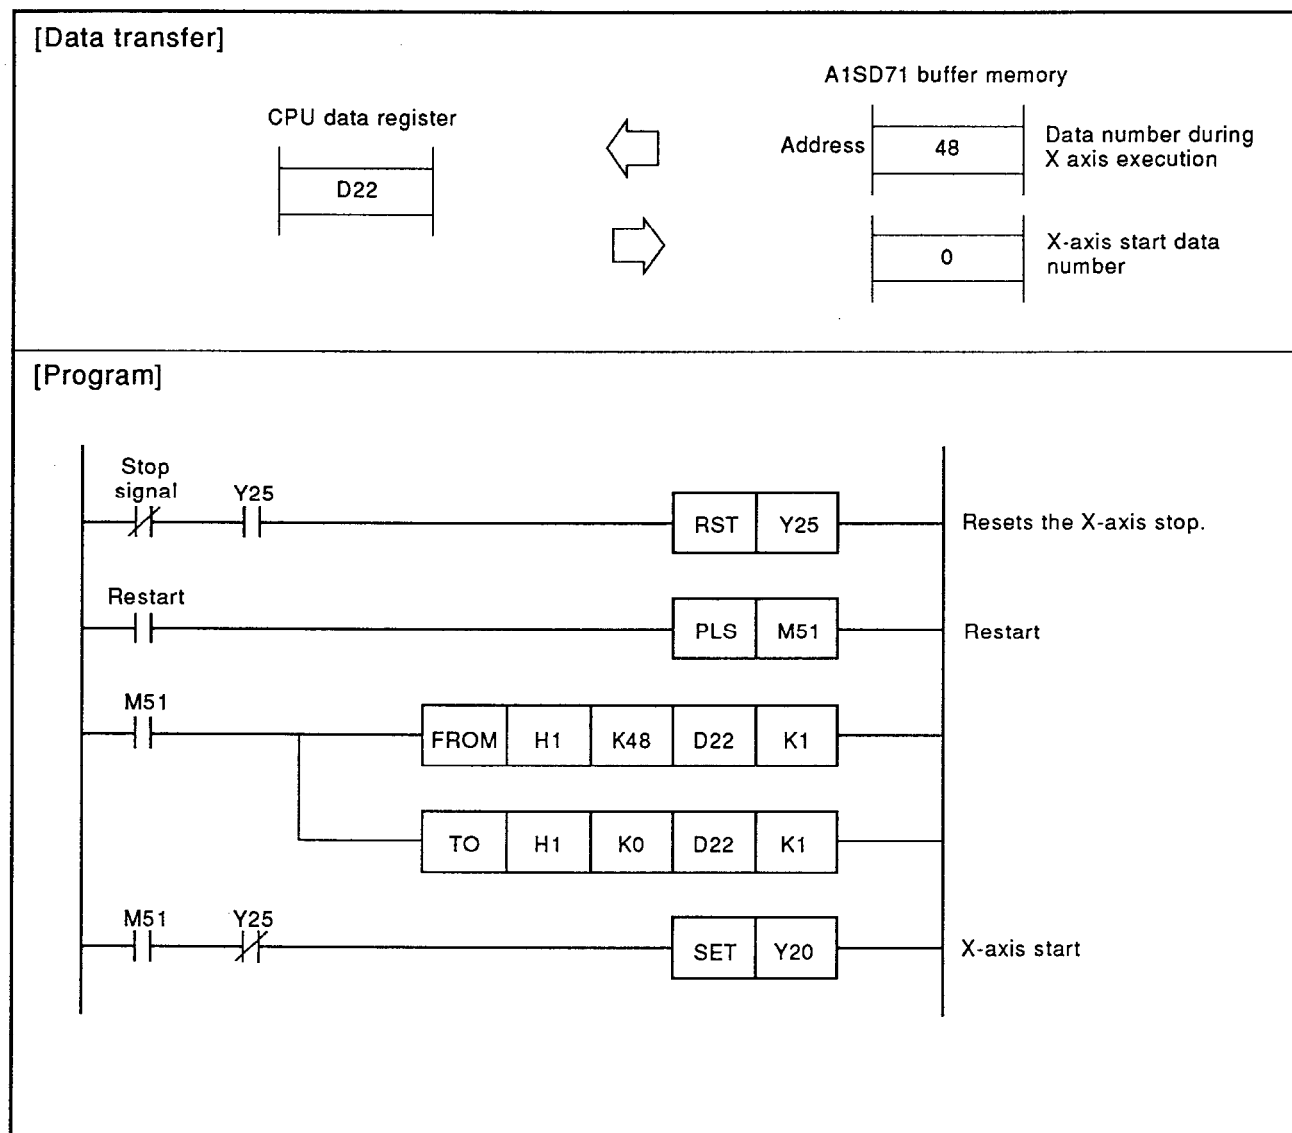 [Data transfer]
A1SD71 buffer memory
CPU data register
Address
48
Data number during
X axis execution
D22
0
X-axis start data
number
[Program]
Stop
signal
Y25
RST Y25
Resets the X-axis stop.
Restart
PLS M51
Restart
M51
FROM H1 K48 D22 K1
TO H1 K0 D22 K1
M51 Y25
SET Y20
X-axis start